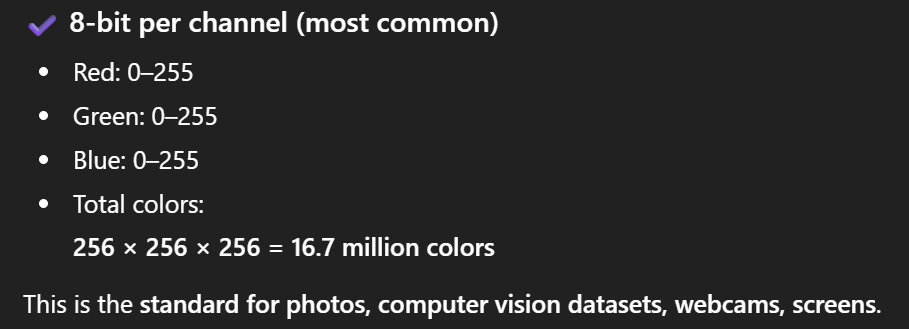 ✔ 8-bit per channel (most common)
• Red: 0–255
• Green: 0–255
• Blue: 0–255
• Total colors:
256 × 256 × 256 = 16.7 million colors
This is the standard for photos, computer vision datasets, webcams, screens.